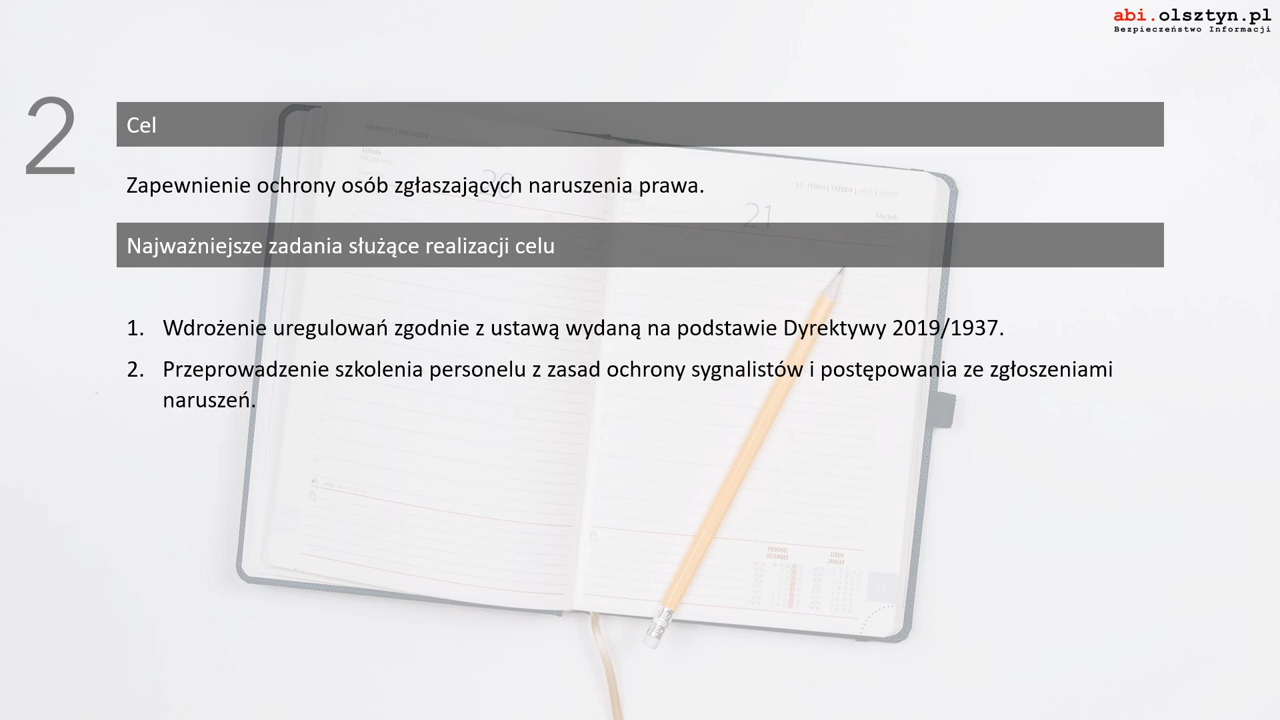 abi.olsztyn.pl
Bezpieczeństwo Informacji
2
Cel
Zapewnienie ochrony osób zgłaszających naruszenia prawa.
21
Najważniejsze zadania służące realizacji celu
1. Wdrożenie uregulowań zgodnie z ustawą wydaną na podstawie Dyrektywy 2019/1937.
2. Przeprowadzenie szkolenia personelu z zasad ochrony sygnalistów i postępowania ze zgłoszeniami
naruszeń.